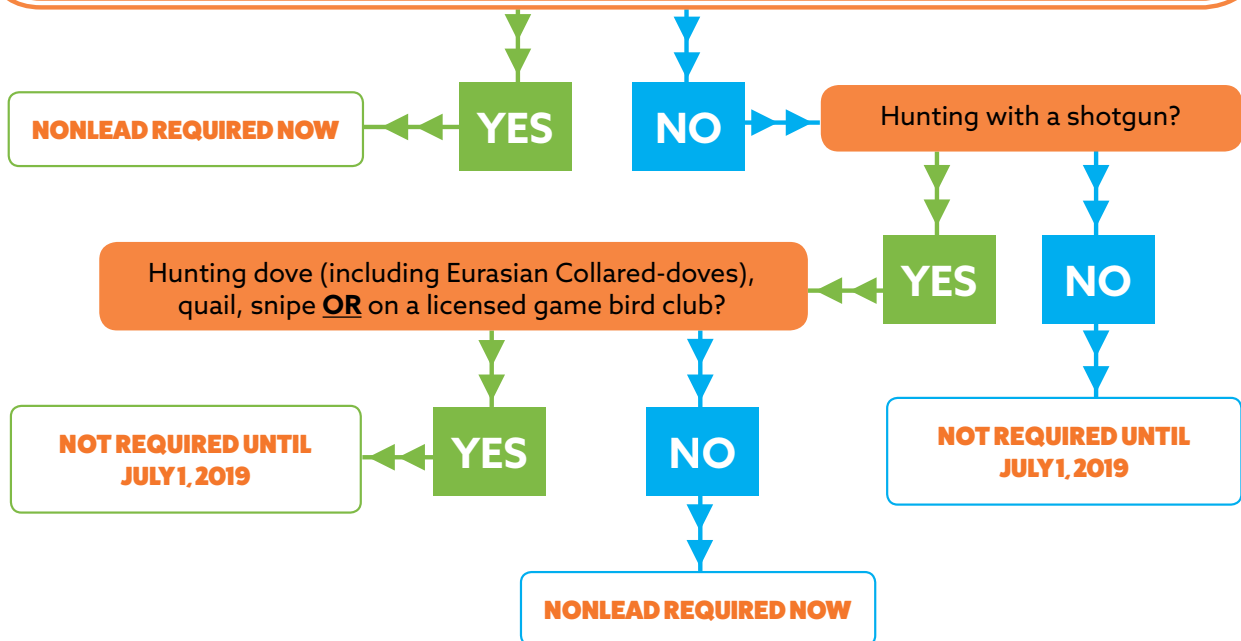 NONLEAD REQUIRED NOW
YES
NO
Hunting with a shotgun?
Hunting dove (including Eurasian Collared-doves),
quail, snipe OR on a licensed game bird club?
YES
NO
NOT REQUIRED UNTIL
JULY 1, 2019
YES
NO
NOT REQUIRED UNTIL
JULY 1, 2019
NONLEAD REQUIRED NOW